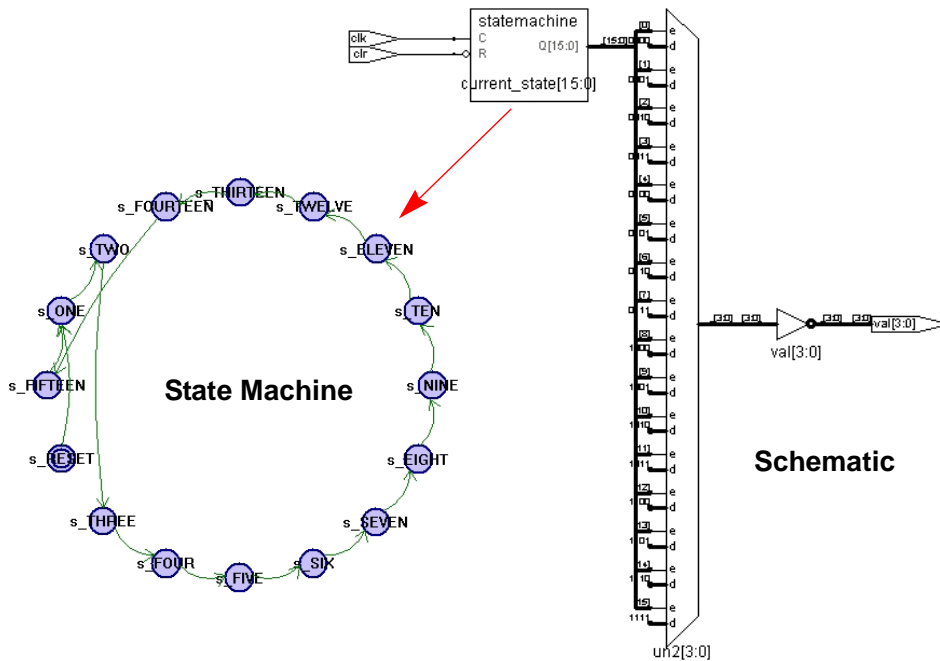 statemachine
clk
clr
C
R
Q[15:0]
[15:0]
current_state[15:0]
s_THIRTEEN
s_FOURTEEN
s_TWELVE
s_TWO
s_ELEVEN
s_ONE
s_TEN
s_FIFTEEN
State Machine
s_NINE
s_RESET
s_EIGHT
s_THREE
s_SEVEN
s_FOUR
s_SIX
s_FIVE
[0]
e
d
[1]
e
d
[2]
e
d
[3]
e
d
[4]
e
d
[5]
e
d
[6]
e
d
[7]
e
d
[8]
e
d
[9]
e
d
10]
e
1010
d
11]
e
1011
d
12]
e
d
13]
e
d
14]
e
1110
d
15]
e
1111
d
[3:0]
[3:0]
[3:0]
[3:0]
val[3:0]
val[3:0]
Schematic
un2[3:0]